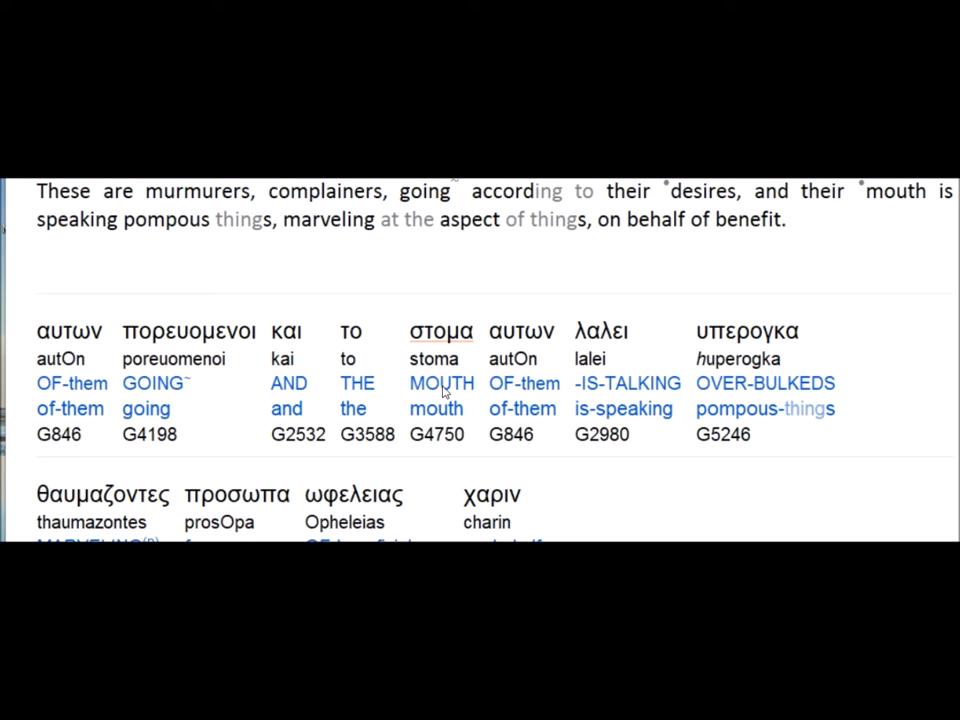 These are murmurers, complainers, going~ according to their °desires, and their °mouth is
speaking pompous things, marveling at the aspect of things, on behalf of benefit.
αυτων πορευομενοι και το στομα αυτων λαλει υπερογκα
autOn poreuomenoi kai to stoma autOn lalei huperogka
OF-them GOING~ AND THE MOUTH OF-them -IS-TALKING OVER-BULKEDS
of-them going and the mouth of-them is-speaking pompous-things
G846 G4198 G2532 G3588 G4750 G846 G2980 G5246
θαυμαζοντες προσωπα ωφελειας χαριν
thaumazontes prosOpa Opheleias charin